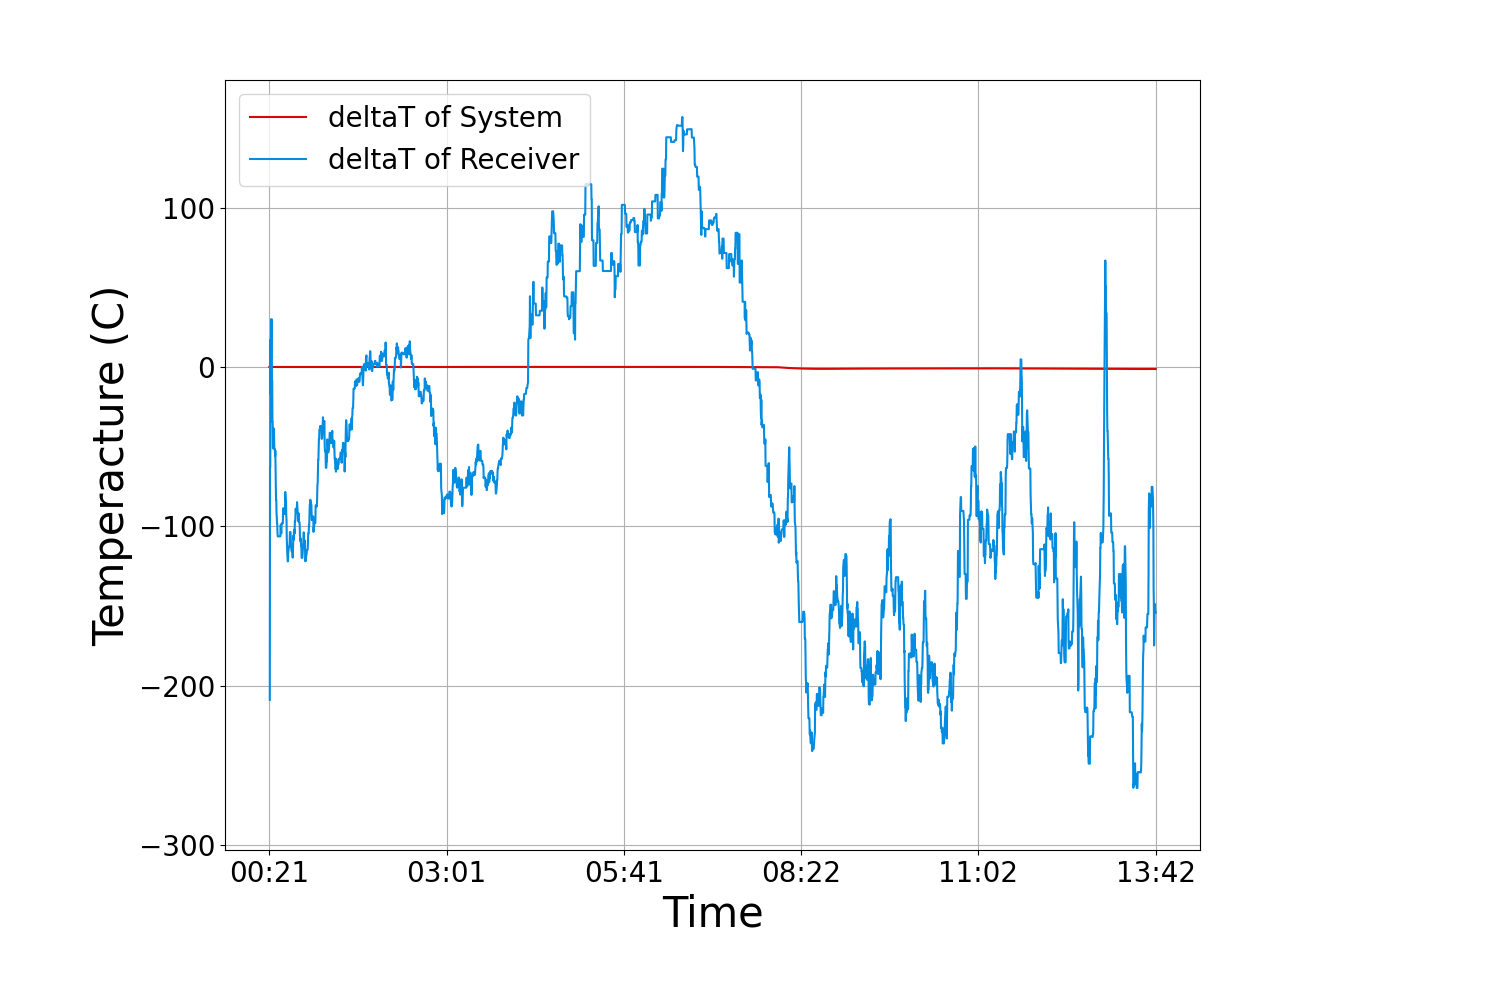 deltaT of System
deltaT of Receiver
Temperacture (C)
100
0
−100
−200
−300
00:21 03:01 05:41 08:22 11:02 13:42
Time